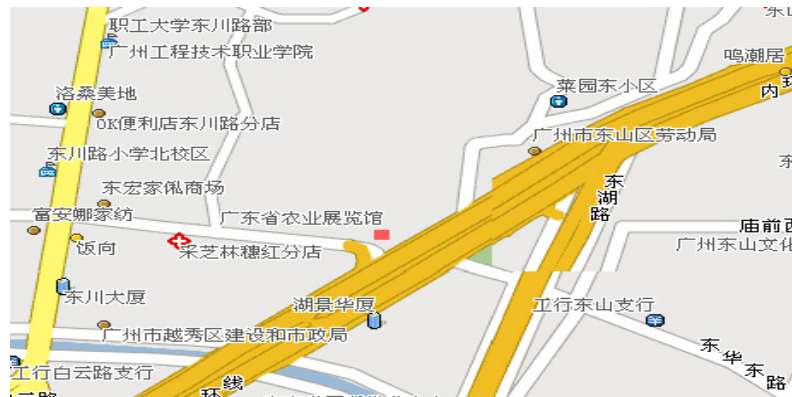 职工大学东川路部
东山
广州工程技术职业学院
鸣潮居
菜园东小区
内环
洛桑美地
OK便利店东川路分店
广州市东山区劳动局
东川路小学北校区
东
东宏家俬商场
东湖路
富安娜家纺
广东省农业展览馆
庙前西
饭向
采芝林穗红分店
广州东山文化
东川大厦
湖景华厦
工行东山支行
广州市越秀区建设和市政局
东华东路
工行白云路支行
环线
云路